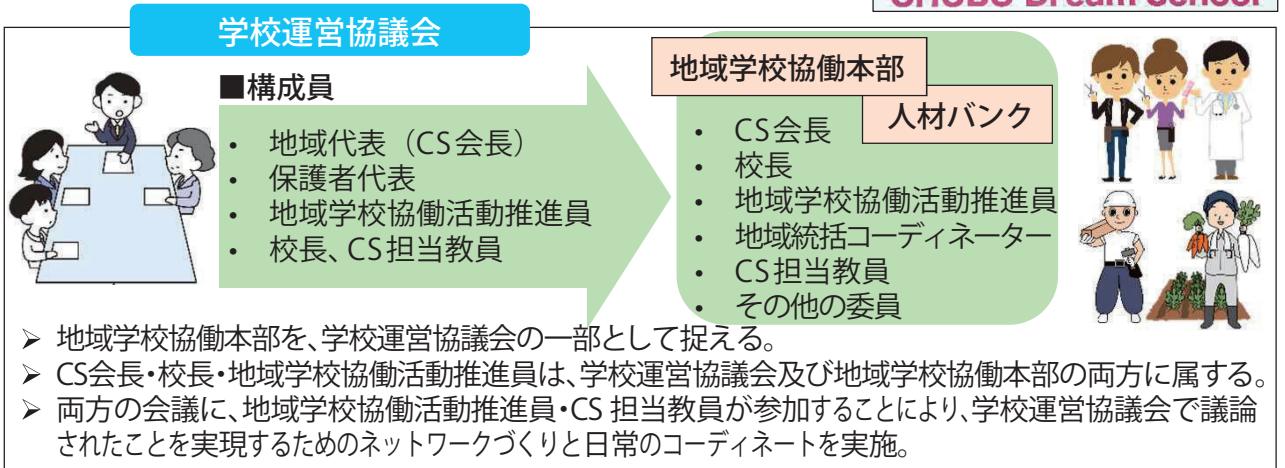 学校運営協議会
■構成員
• 地域代表（CS会長）
• 保護者代表
• 地域学校協働活動推進員
• 校長、CS担当教員
地域学校協働本部
人材バンク
• CS会長
• 校長
• 地域学校協働活動推進員
• 地域統括コーディネーター
• CS担当教員
• その他の委員
➢ 地域学校協働本部を、学校運営協議会の一部として捉える。
➢ CS会長・校長・地域学校協働活動推進員は、学校運営協議会及び地域学校協働本部の両方に属する。
➢ 両方の会議に、地域学校協働活動推進員・CS 担当教員が参加することにより、学校運営協議会で議論
されたことを実現するためのネットワークづくりと日常のコーディネートを実施。